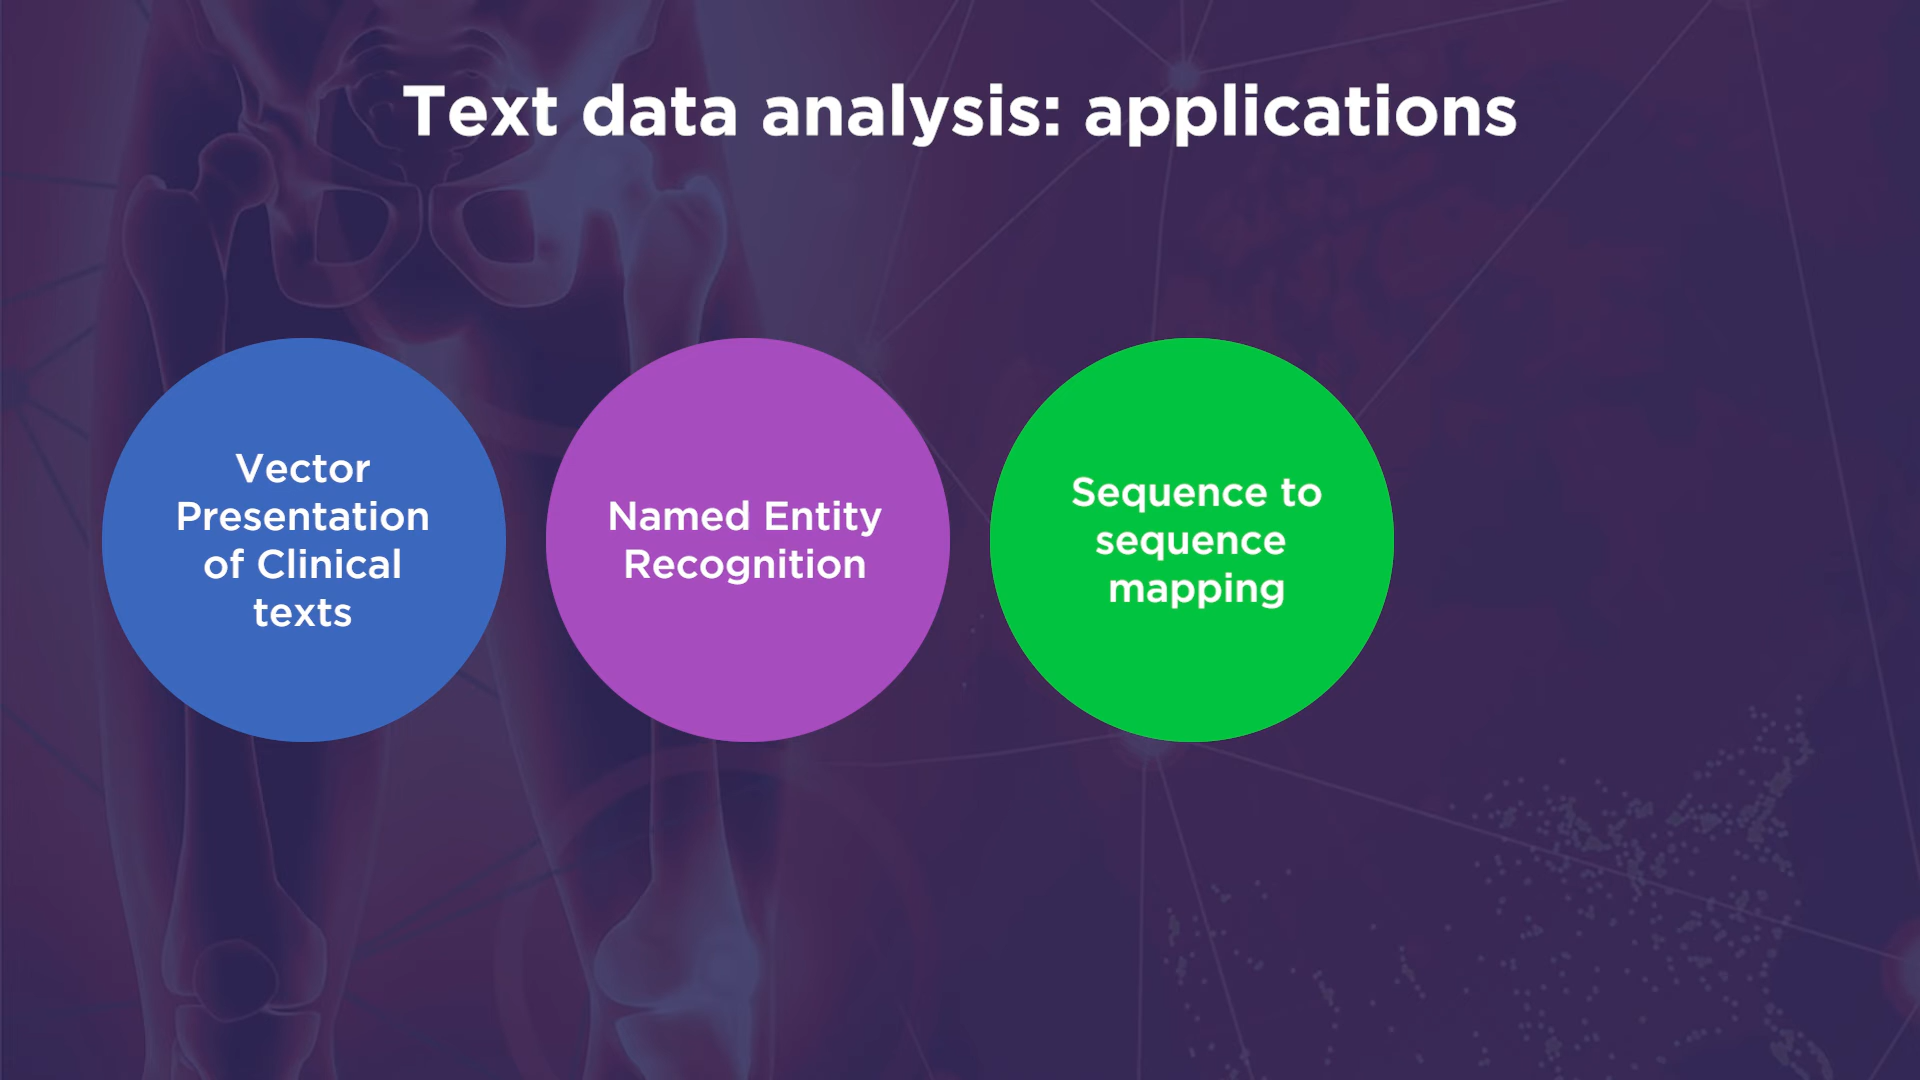 Text data analysis: applications
Vector
Presentation
of Clinical
texts
Named Entity
Recognition
Sequence to
sequence
mapping